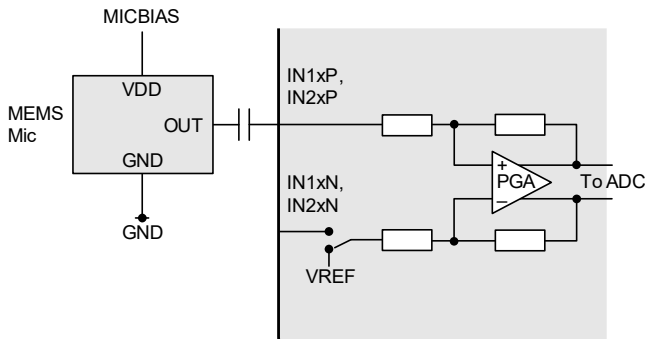 MICBIAS
VDD
MEMS
Mic
OUT
GND
GND
IN1xP,
IN2xP
IN1xN,
IN2xN
VREF
+
PGA
–
To ADC